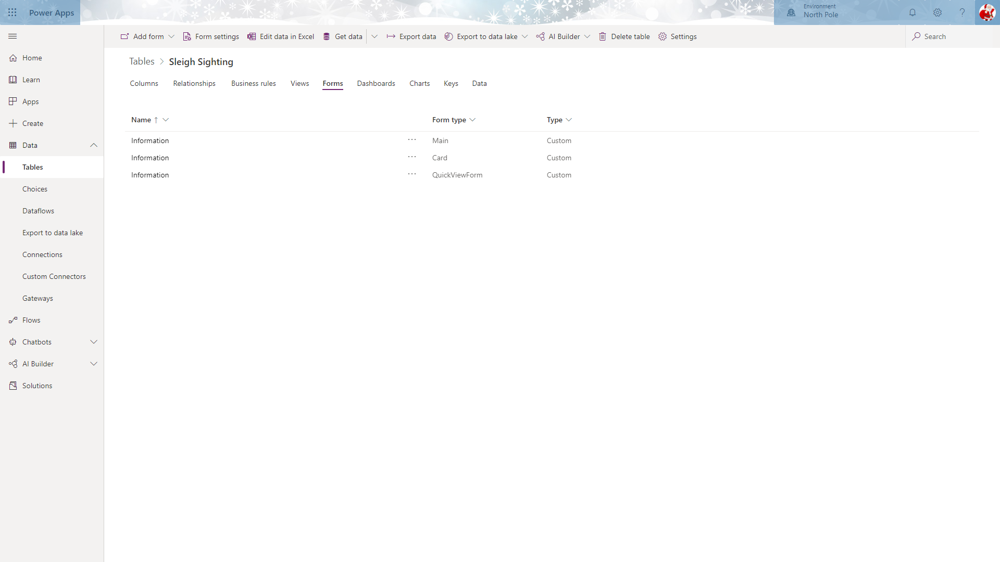 Power Apps
Environment
North Pole
Add form
Form settings
Edit data in Excel
Get data
Export data
Export to data lake
AI Builder
Delete table
Settings
Search
Home
Learn
Apps
Create
Data
Tables
Choices
Dataflows
Export to data lake
Connections
Custom Connectors
Gateways
Flows
Chatbots
AI Builder
Solutions
Tables > Sleigh Sighting
Columns Relationships Business rules Views Forms Dashboards Charts Keys Data
Name ↑ Form type Type
Information ... Main Custom
Information ... Card Custom
Information ... QuickViewForm Custom